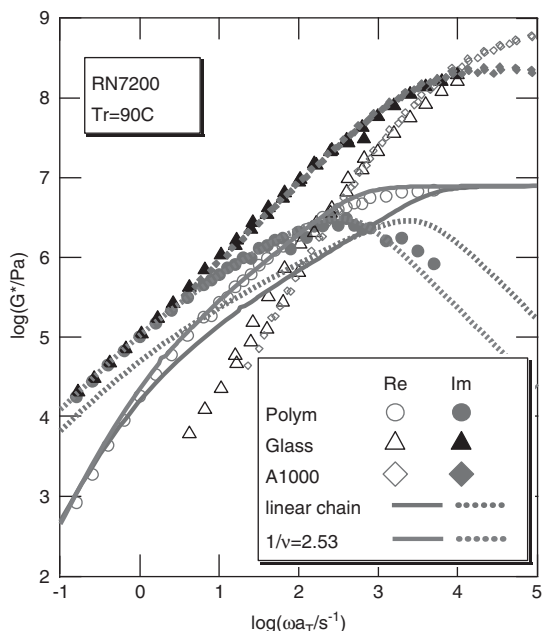 9
8
7
6
5
4
3
2
log(G*/Pa)
RN7200
Tr=90C
Re Im
Polym
Glass
A1000
linear chain
1/ν=2.53
-1 0 1 2 3 4 5
log(ωaT/s-1)